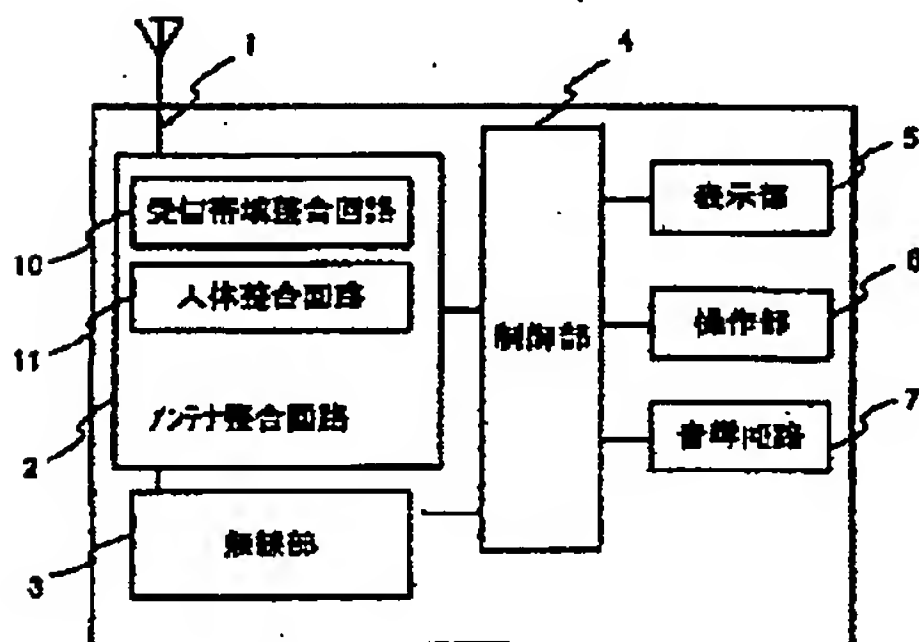 1
4
5
受信帯域整合回路
表示部
10
人体整合回路
6
11
制御部
操作部
アンテナ整合回路
7
2
音響回路
無線部
3